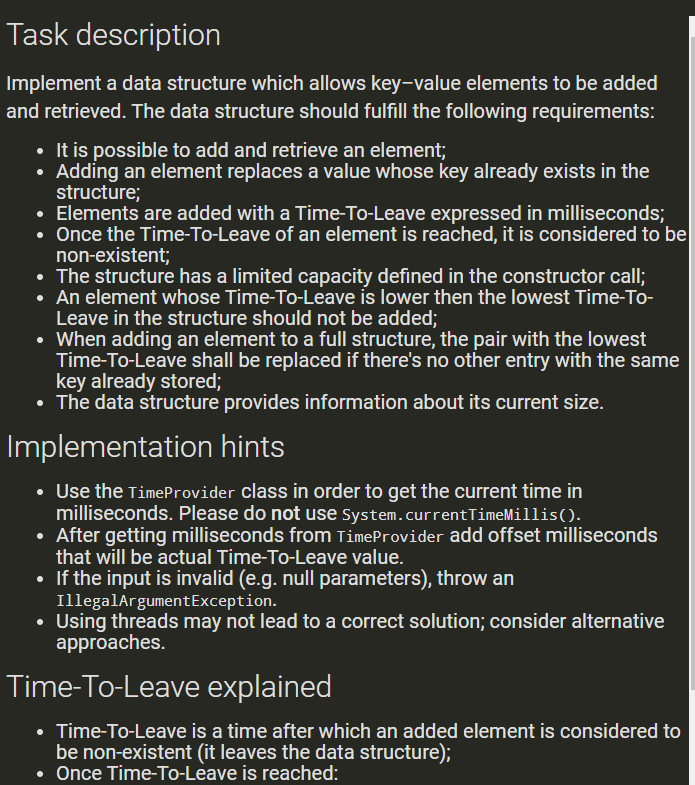 Task description
Implement a data structure which allows key–value elements to be added
and retrieved. The data structure should fulfill the following requirements:
• It is possible to add and retrieve an element;
• Adding an element replaces a value whose key already exists in the
structure;
• Elements are added with a Time-To-Leave expressed in milliseconds;
• Once the Time-To-Leave of an element is reached, it is considered to be
non-existent;
• The structure has a limited capacity defined in the constructor call;
• An element whose Time-To-Leave is lower then the lowest Time-To-
Leave in the structure should not be added;
• When adding an element to a full structure, the pair with the lowest
Time-To-Leave shall be replaced if there's no other entry with the same
key already stored;
• The data structure provides information about its current size.
Implementation hints
• Use the TimeProvider class in order to get the current time in
milliseconds. Please do not use System.currentTimeMillis().
• After getting milliseconds from TimeProvider add offset milliseconds
that will be actual Time-To-Leave value.
• If the input is invalid (e.g. null parameters), throw an
IllegalArgumentException.
• Using threads may not lead to a correct solution; consider alternative
approaches.
Time-To-Leave explained
• Time-To-Leave is a time after which an added element is considered to
be non-existent (it leaves the data structure);
• Once Time-To-Leave is reached: